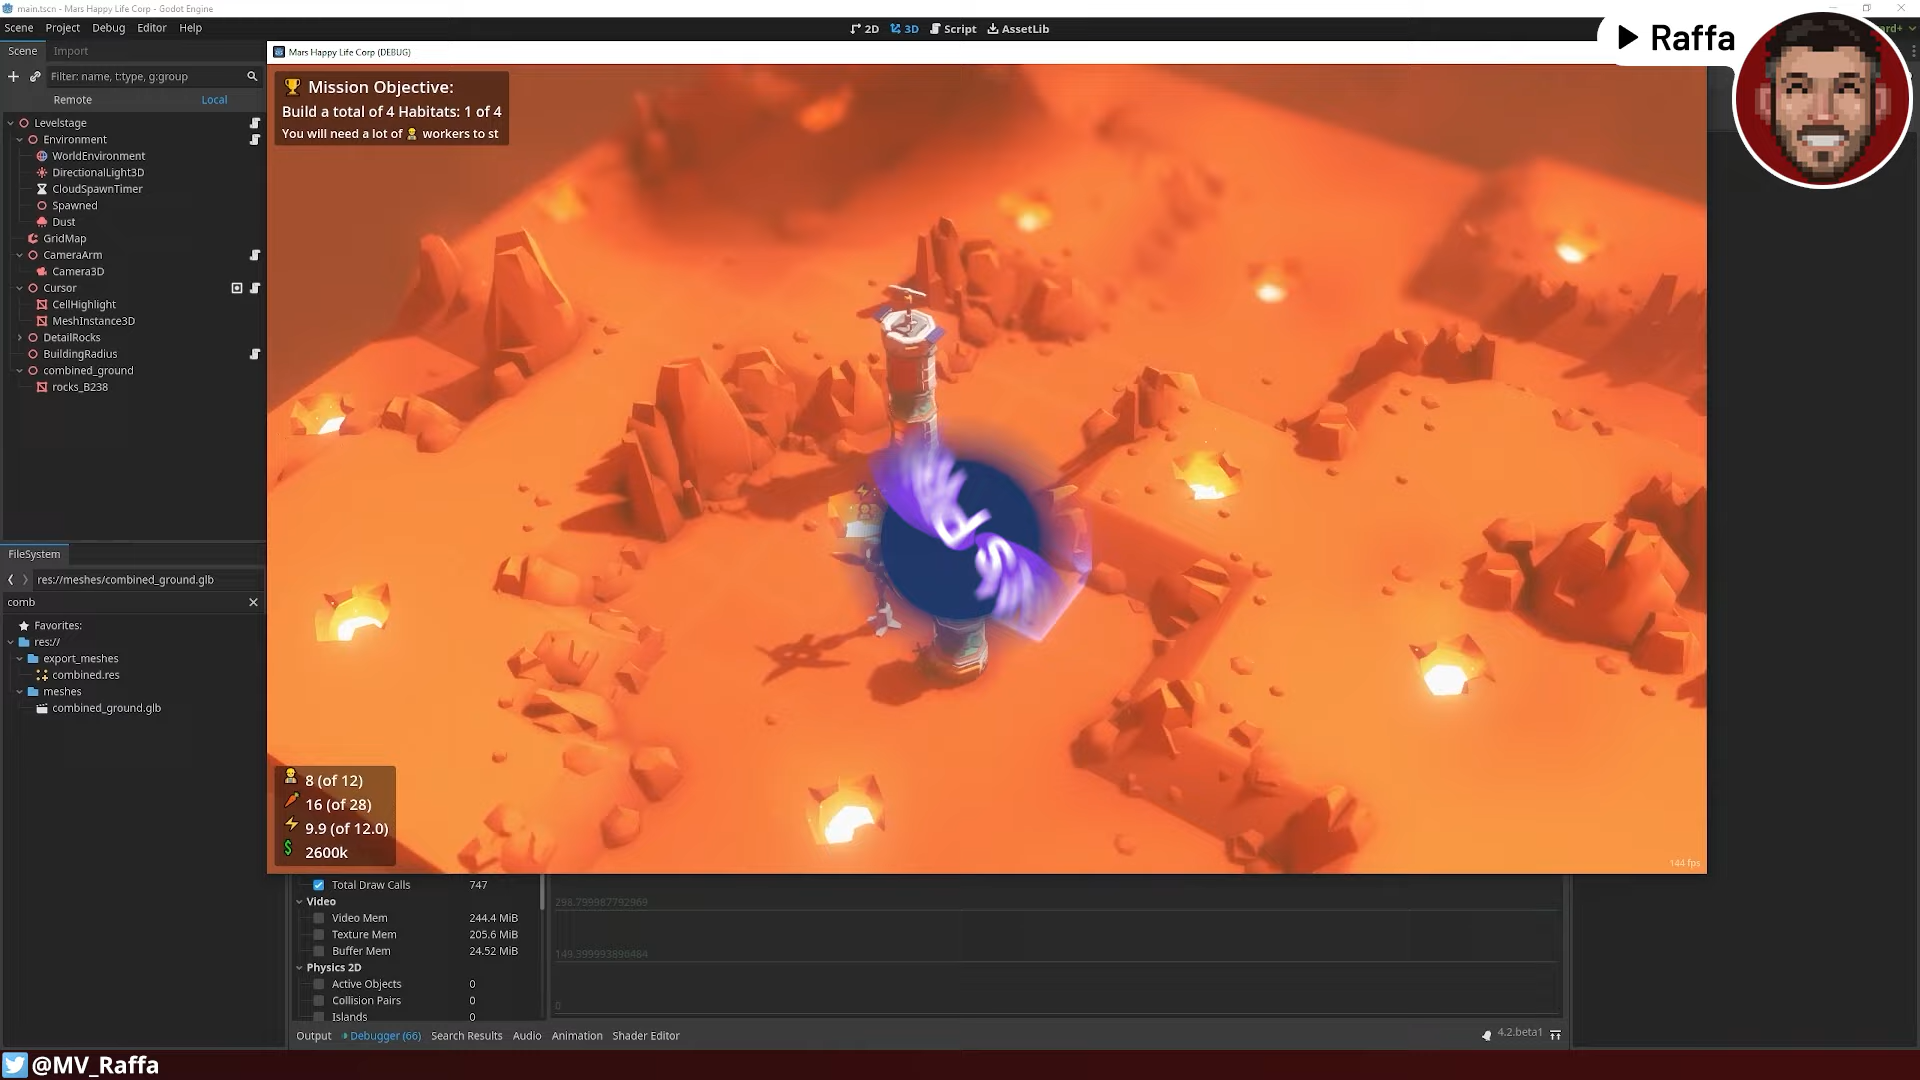 main.tscn - Mars Happy Life Corp - Godot Engine
Scene Project Debug Editor Help
2D 3D Script AssetLib
Raffa
Scene Import
Mars Happy Life Corp (DEBUG)
Filter: name, t:type, g:group
Remote Local
Mission Objective:
Build a total of 4 Habitats: 1 of 4
You will need a lot of workers to st
Levelstage
Environment
WorldEnvironment
DirectionalLight3D
CloudSpawnTimer
Spawned
Dust
GridMap
CameraArm
Camera3D
Cursor
CellHighlight
MeshInstance3D
DetailRocks
BuildingRadius
combined_ground
rocks_B238
FileSystem
res://meshes/combined_ground.glb
comb
Favorites:
res://
export_meshes
combined.res
meshes
combined_ground.glb
8 (of 12)
16 (of 28)
9.9 (of 12.0)
2600k
144 fps
Total Draw Calls 747
Video
Video Mem 244.4 MiB
Texture Mem 205.6 MiB
Buffer Mem 24.52 MiB
Physics 2D
Active Objects 0
Collision Pairs 0
Islands 0
298.799987792969
149.399993896484
0
Output Debugger (66) Search Results Audio Animation Shader Editor
4.2.beta1
@MV_Raffa